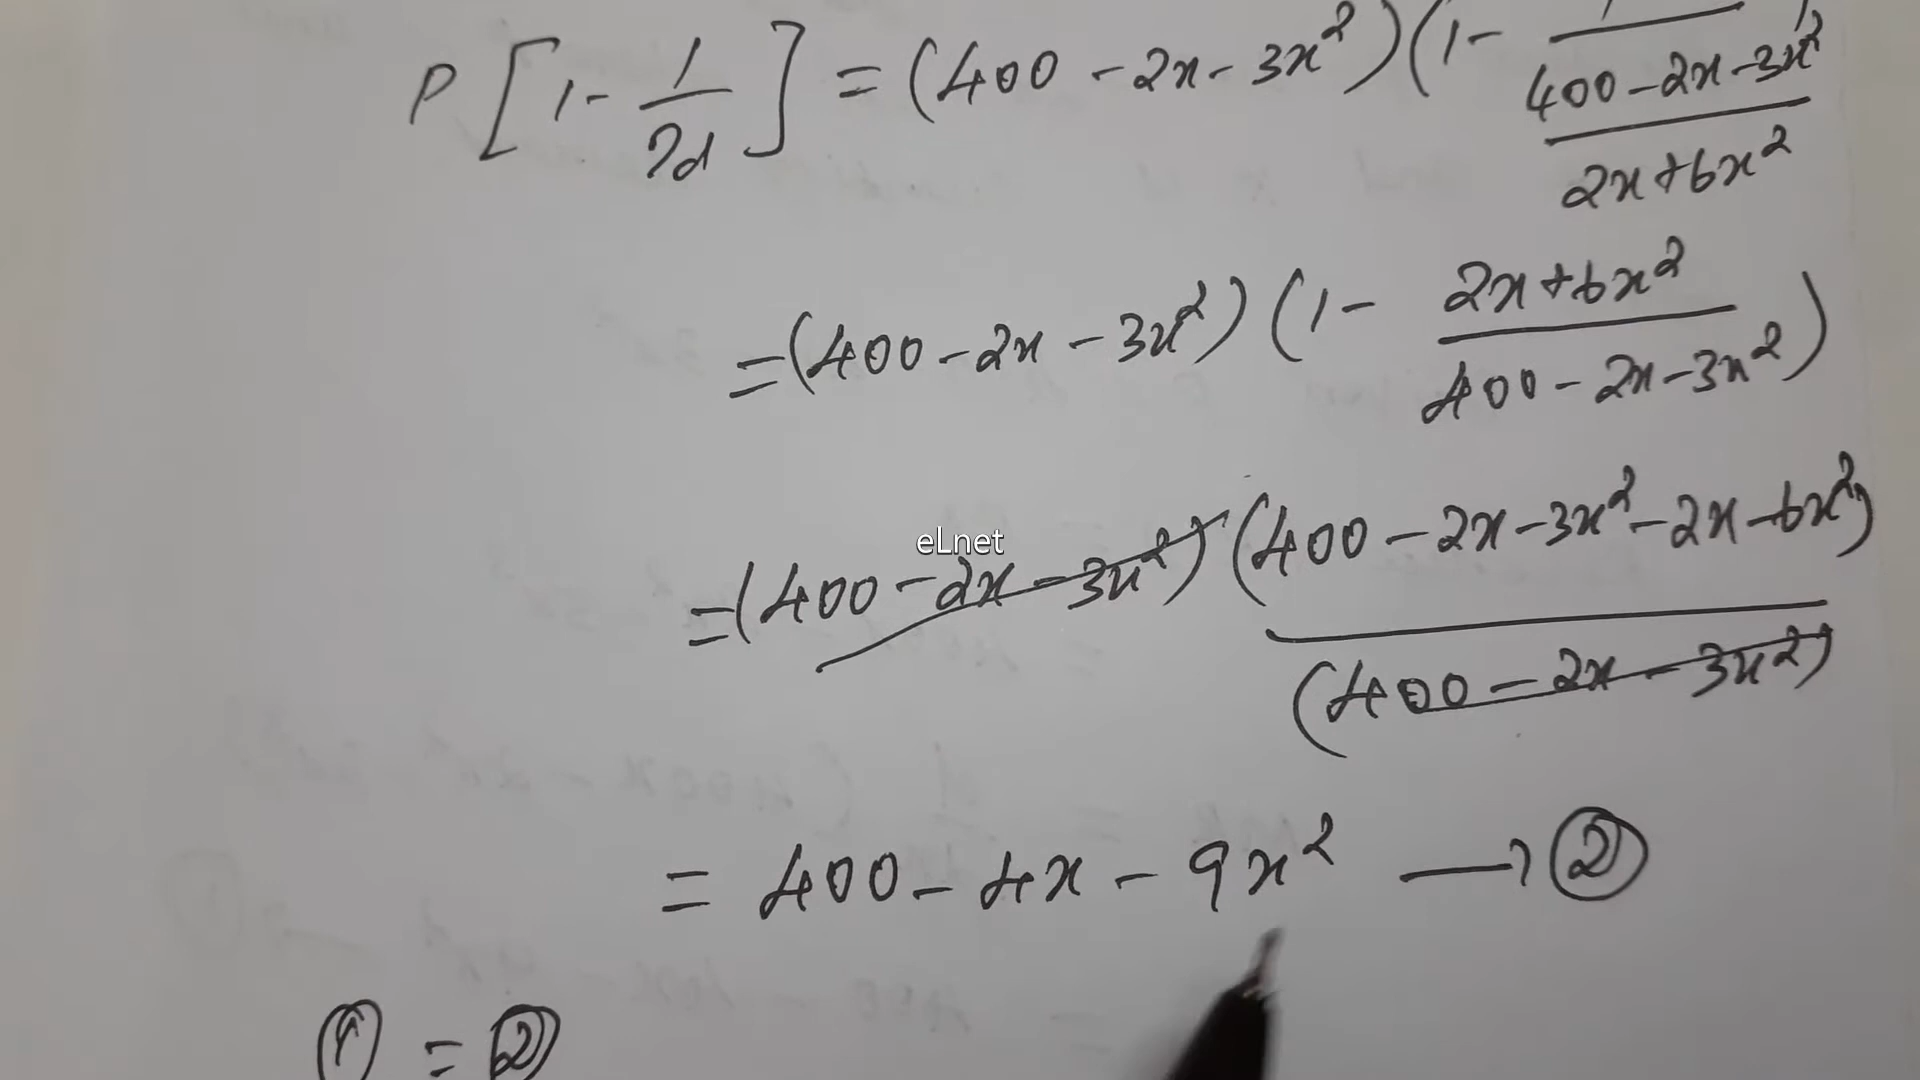 P [1 - 1/ηd] = (400 - 2x - 3x²) (1 - 1/((400 - 2x - 3x²)/(2x + 6x²)))
= (400 - 2x - 3x²) (1 - (2x + 6x²)/(400 - 2x - 3x²))
eLnet
= (400 - 2x - 3x²) (400 - 2x - 3x² - 2x - 6x²)/(400 - 2x - 3x²)
= 400 - 4x - 9x² → ②
① = ②